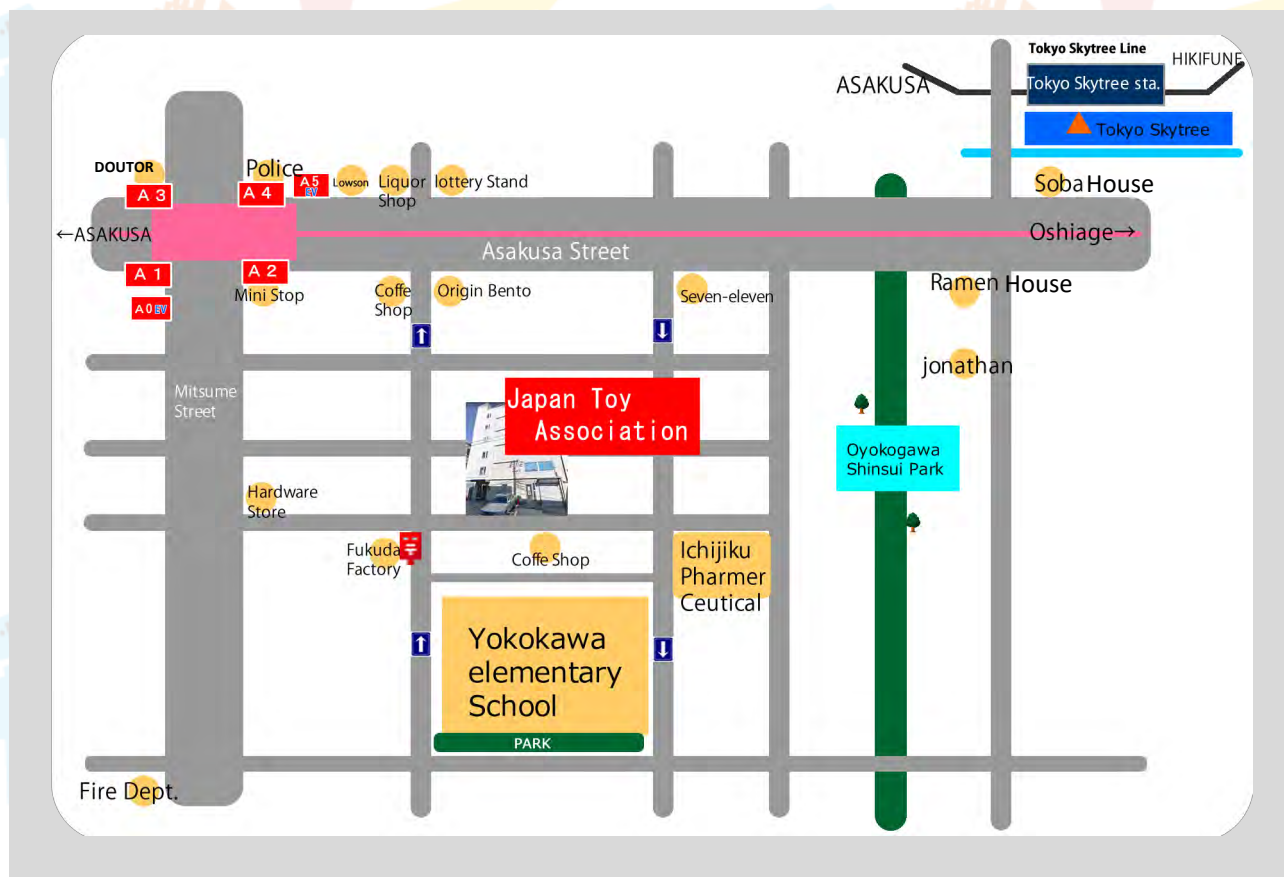 Tokyo Skytree Line
HIKIFUNE
ASAKUSA
Tokyo Skytree sta.
Tokyo Skytree
DOUTOR
Police
A 3
A 4
A 5
EV
Lowson
Liquor
Shop
lottery Stand
Soba House
←ASAKUSA
Oshiage→
Asakusa Street
A 1
A 2
A 0 EV
Mini Stop
Coffe
Shop
Origin Bento
Seven-eleven
Ramen House
jonathan
Mitsume
Street
Japan Toy
Association
Oyokogawa
Shinsui Park
Hardware
Store
Fukuda
Factory
Coffe Shop
Ichijiku
Pharmer
Ceutical
Yokokawa
elementary
School
PARK
Fire Dept.